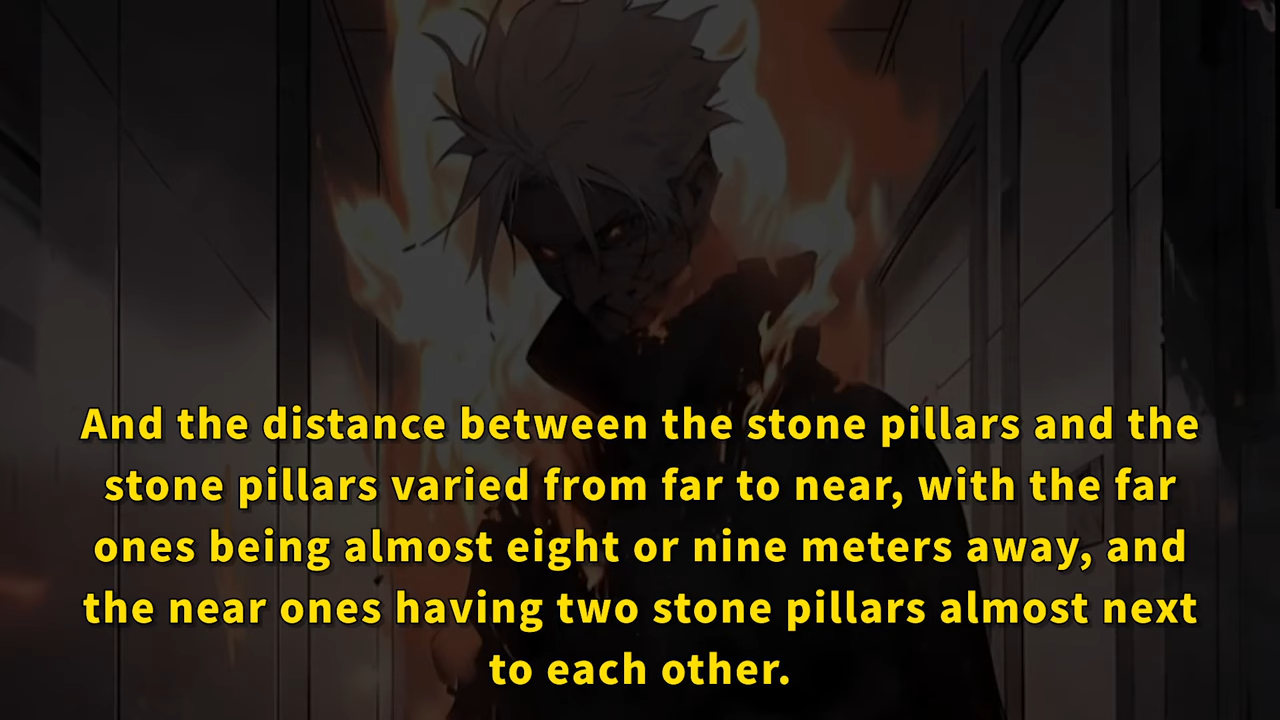 And the distance between the stone pillars and the
stone pillars varied from far to near, with the far
ones being almost eight or nine meters away, and
the near ones having two stone pillars almost next
to each other.